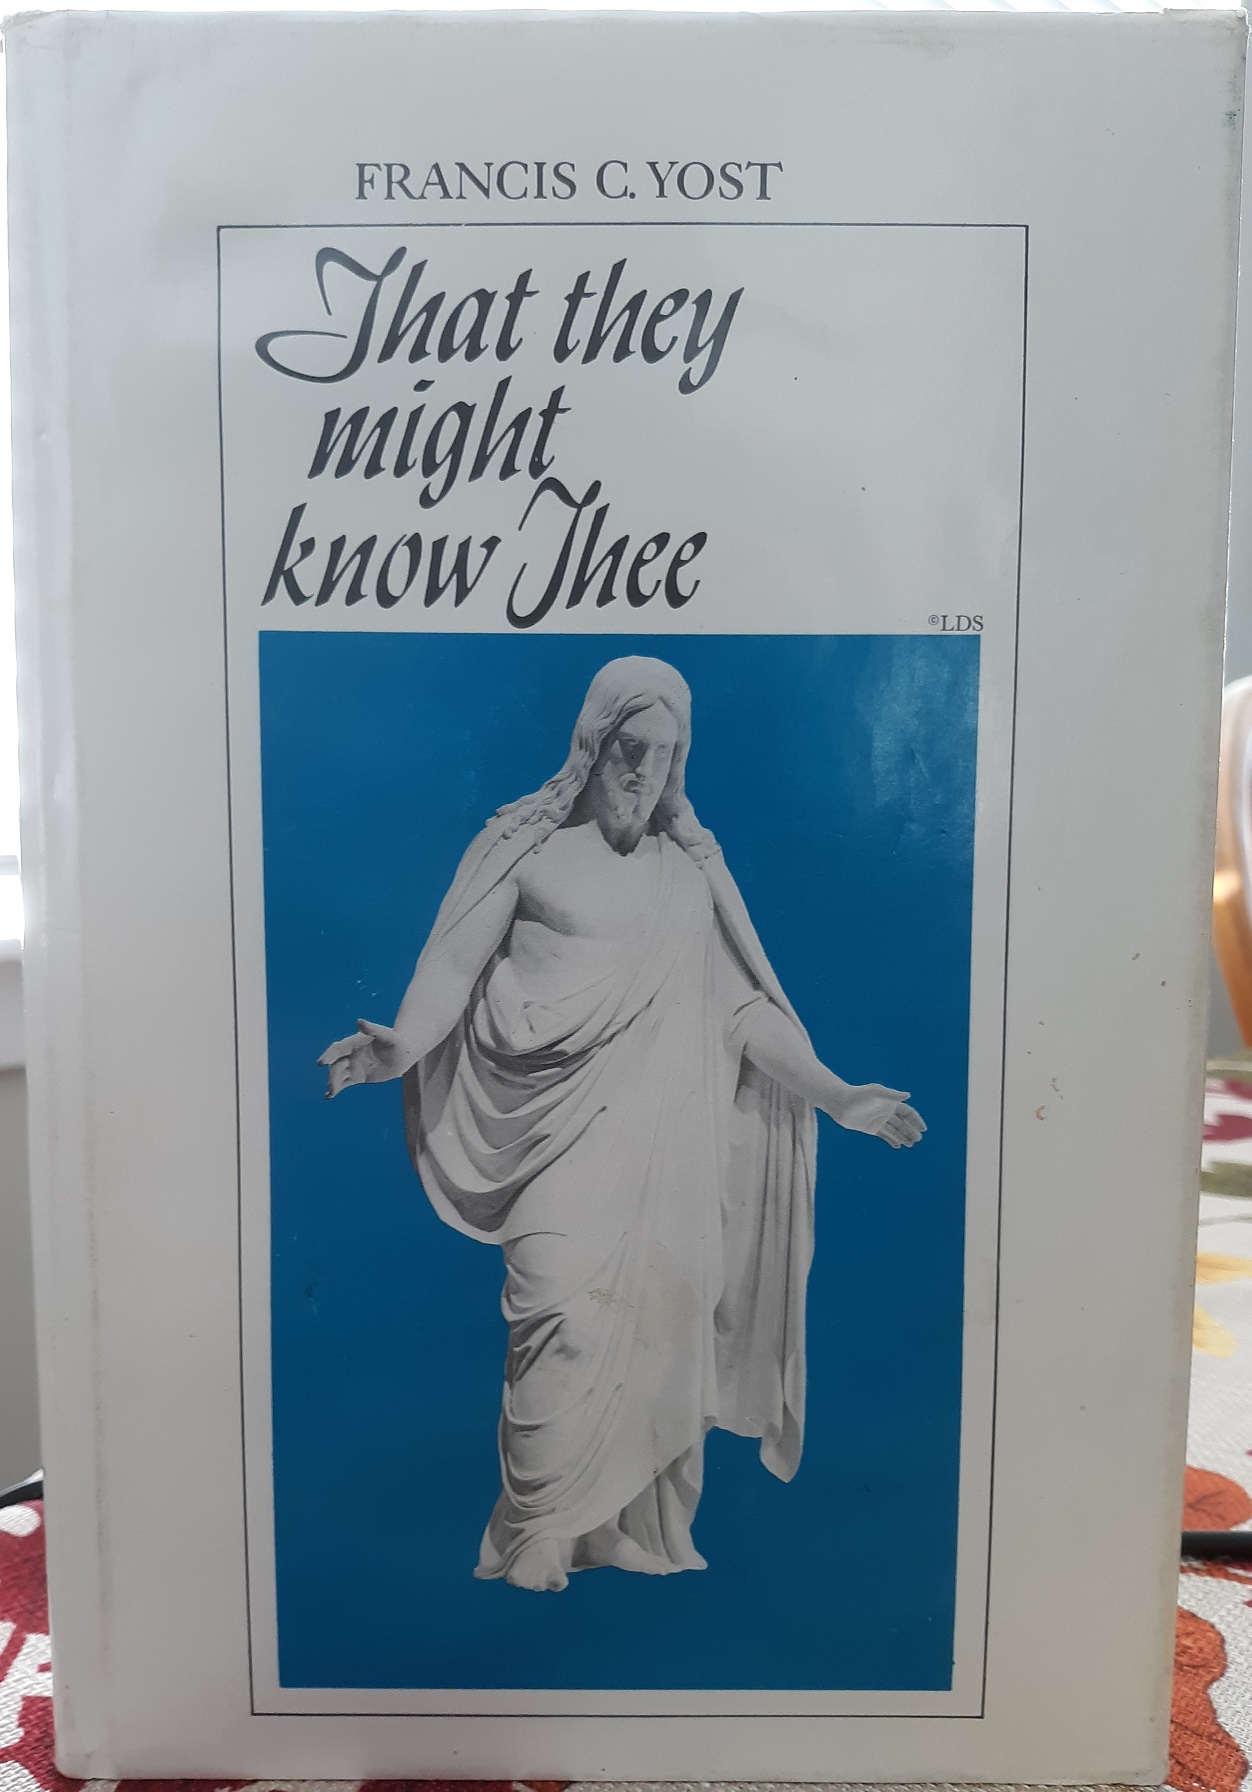 FRANCIS C. YOST
That they
might
know Thee
©LDS